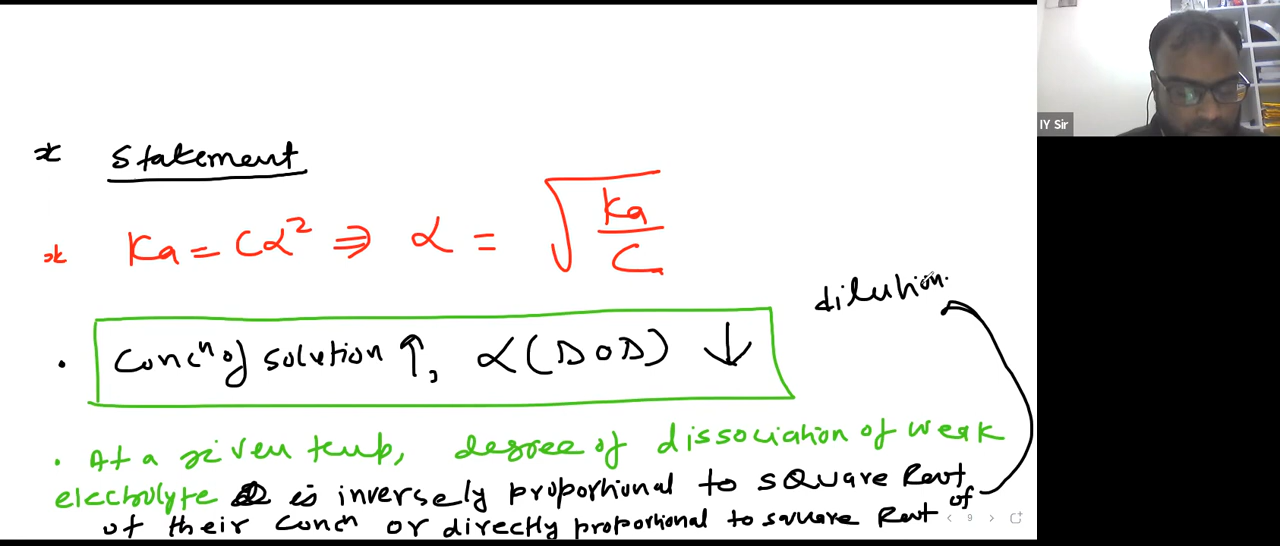 IY Sir
* Statement
* Ka = Cα² ⇒ α = √(Ka/C)
dilution.
. Concⁿ of solution ↑, α (DOD) ↓
. At a given temp, degree of dissociation of weak
electrolyte is inversely proportional to square Root
of their Concn or directly proportional to square Root of
9